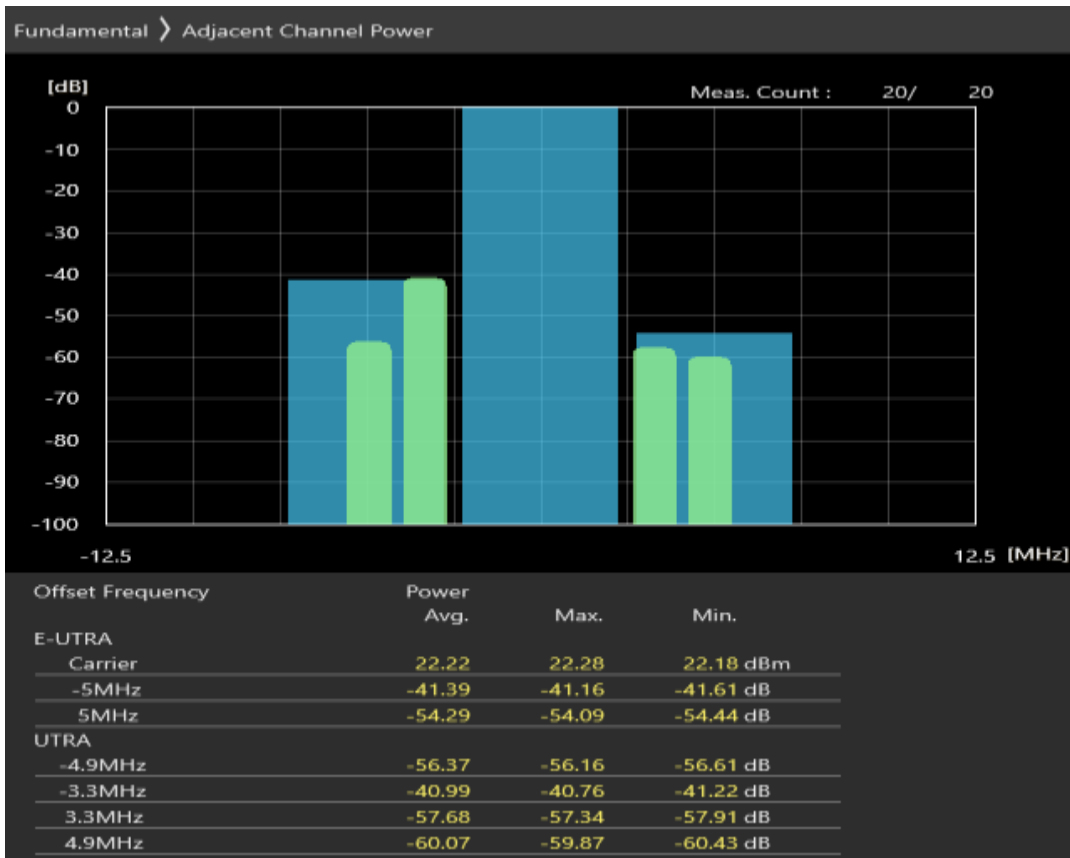 Fundamental ❯ Adjacent Channel Power
[dB]
Meas. Count : 20/ 20
0
-10
-20
-30
-40
-50
-60
-70
-80
-90
-100
-12.5 12.5 [MHz]
Offset Frequency Power
Avg. Max. Min.
E-UTRA
Carrier 22.22 22.28 22.18 dBm
-5MHz -41.39 -41.16 -41.61 dB
5MHz -54.29 -54.09 -54.44 dB
UTRA
-4.9MHz -56.37 -56.16 -56.61 dB
-3.3MHz -40.99 -40.76 -41.22 dB
3.3MHz -57.68 -57.34 -57.91 dB
4.9MHz -60.07 -59.87 -60.43 dB